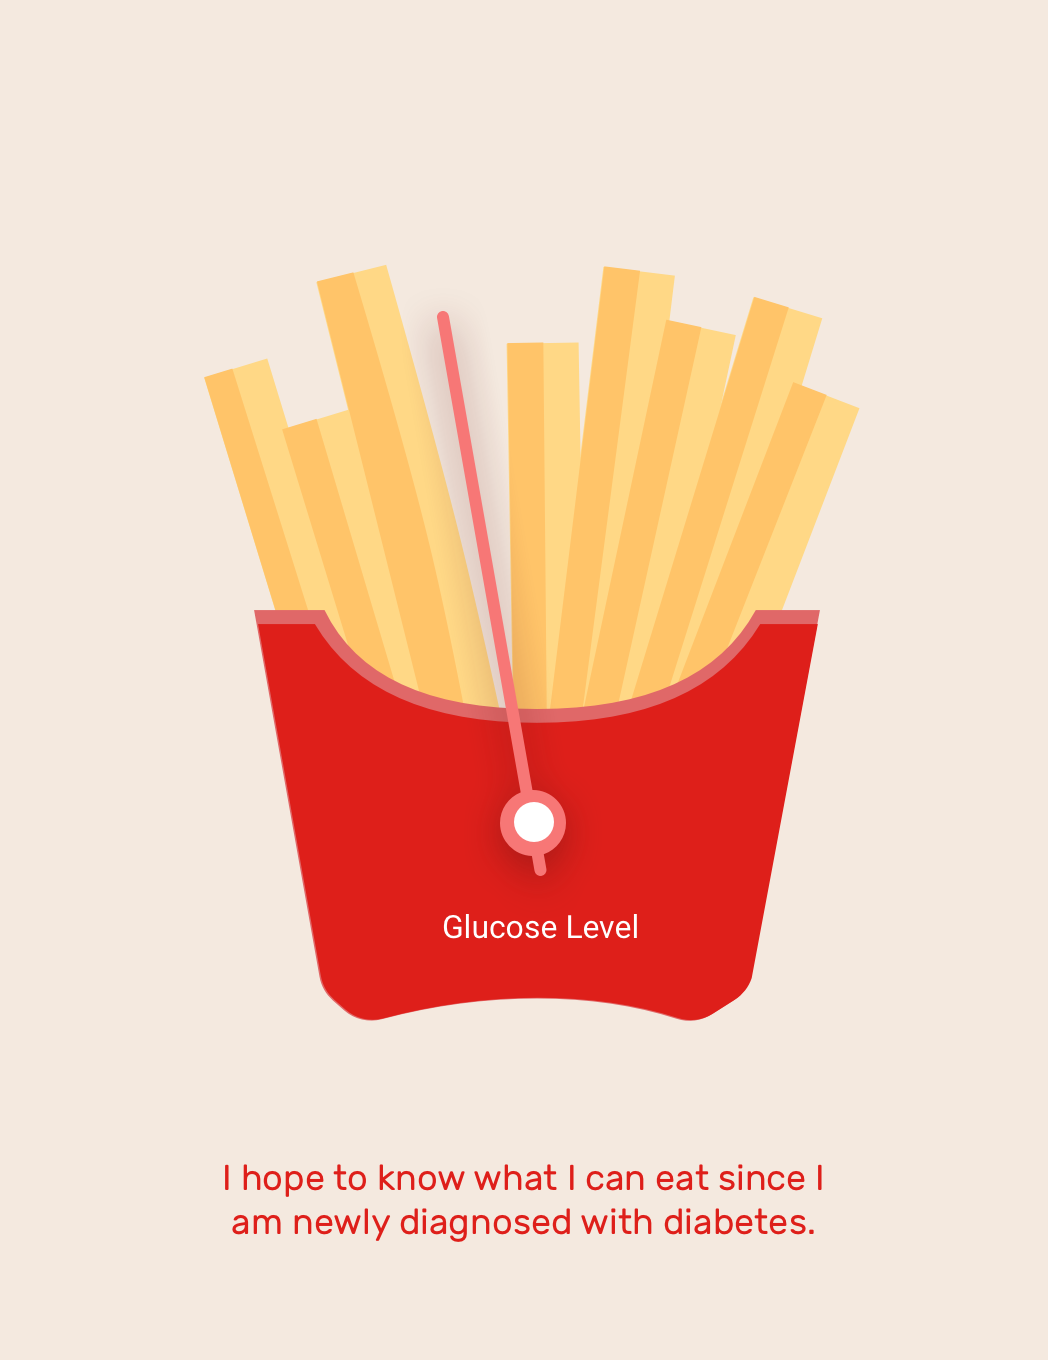 Glucose Level
I hope to know what I can eat since I
am newly diagnosed with diabetes.